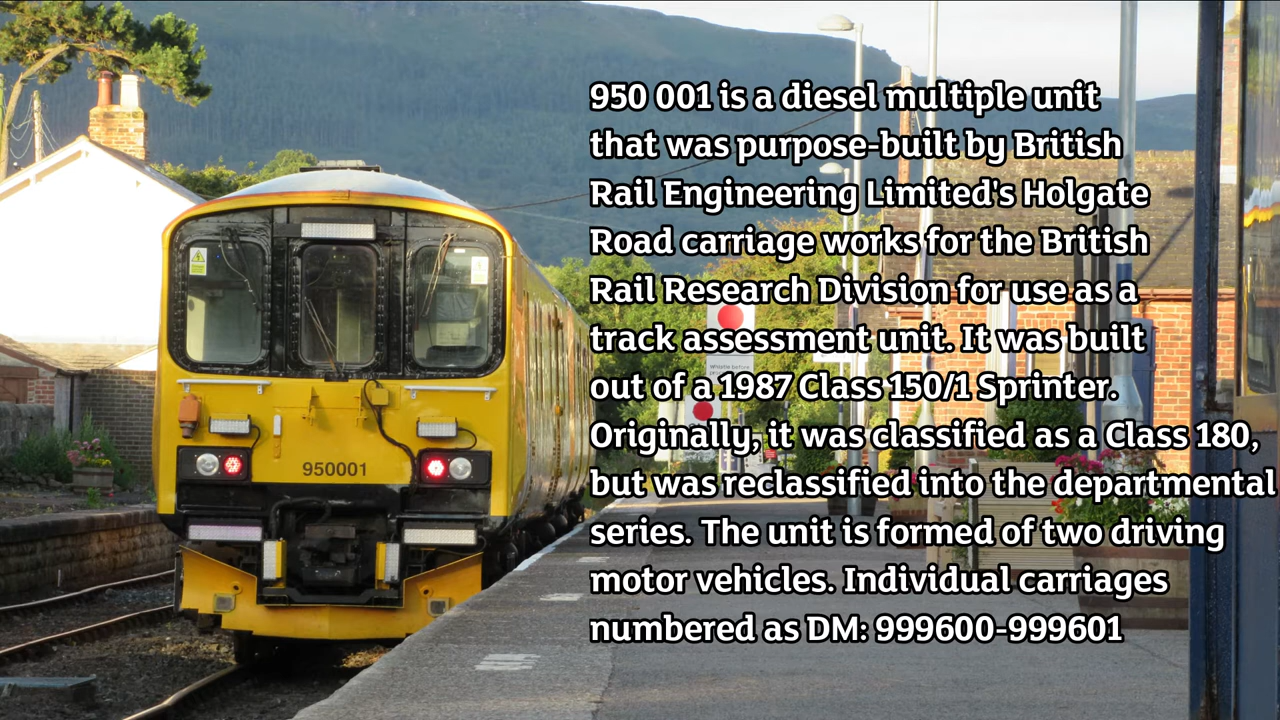 950 001 is a diesel multiple unit
that was purpose-built by British
Rail Engineering Limited's Holgate
Road carriage works for the British
Rail Research Division for use as a
track assessment unit. It was built
out of a 1987 Class 150/1 Sprinter.
Originally, it was classified as a Class 180,
but was reclassified into the departmental
series. The unit is formed of two driving
motor vehicles. Individual carriages
numbered as DM: 999600-999601
950001